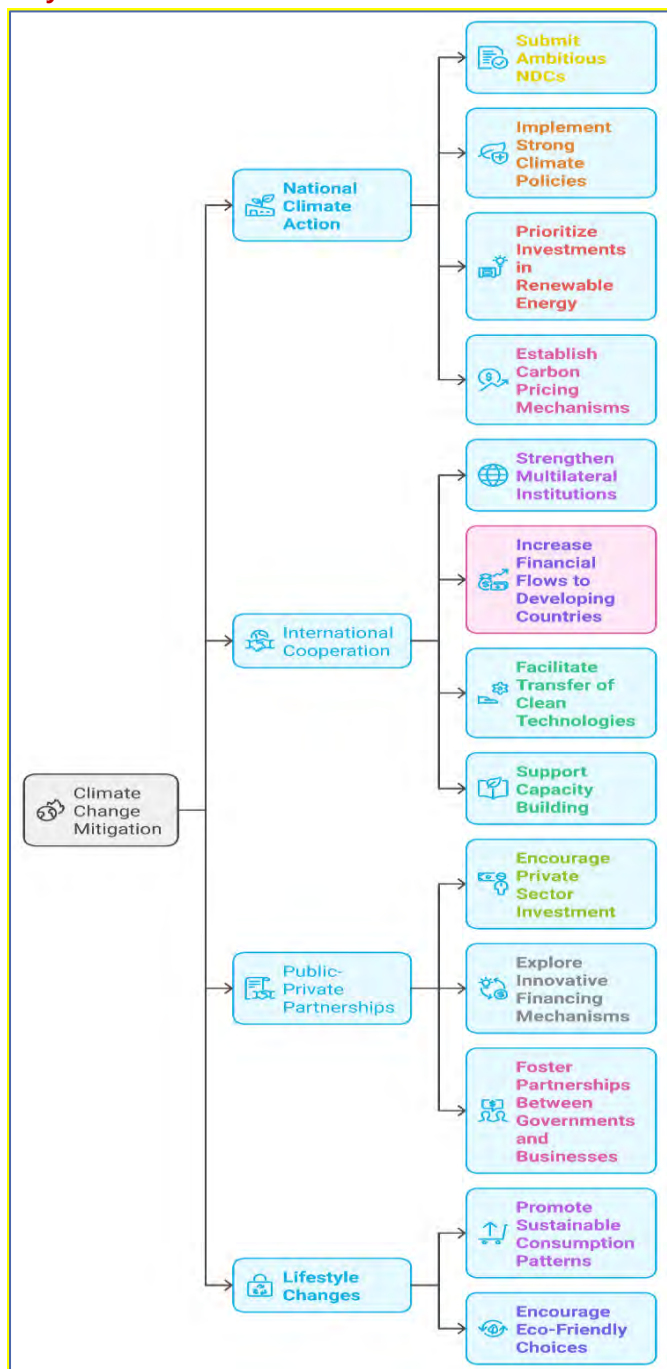 Submit
Ambitious
NDCs
Implement
Strong
Climate
Policies
National
Climate
Action
Prioritize
Investments
in
Renewable
Energy
Establish
Carbon
Pricing
Mechanisms
Strengthen
Multilateral
Institutions
Increase
Financial
Flows to
Developing
Countries
International
Cooperation
Facilitate
Transfer of
Clean
Technologies
Climate
Change
Mitigation
Support
Capacity
Building
Encourage
Private
Sector
Investment
Public-
Private
Partnerships
Explore
Innovative
Financing
Mechanisms
Foster
Partnerships
Between
Governments
and
Businesses
Promote
Sustainable
Consumption
Patterns
Lifestyle
Changes
Encourage
Eco-Friendly
Choices